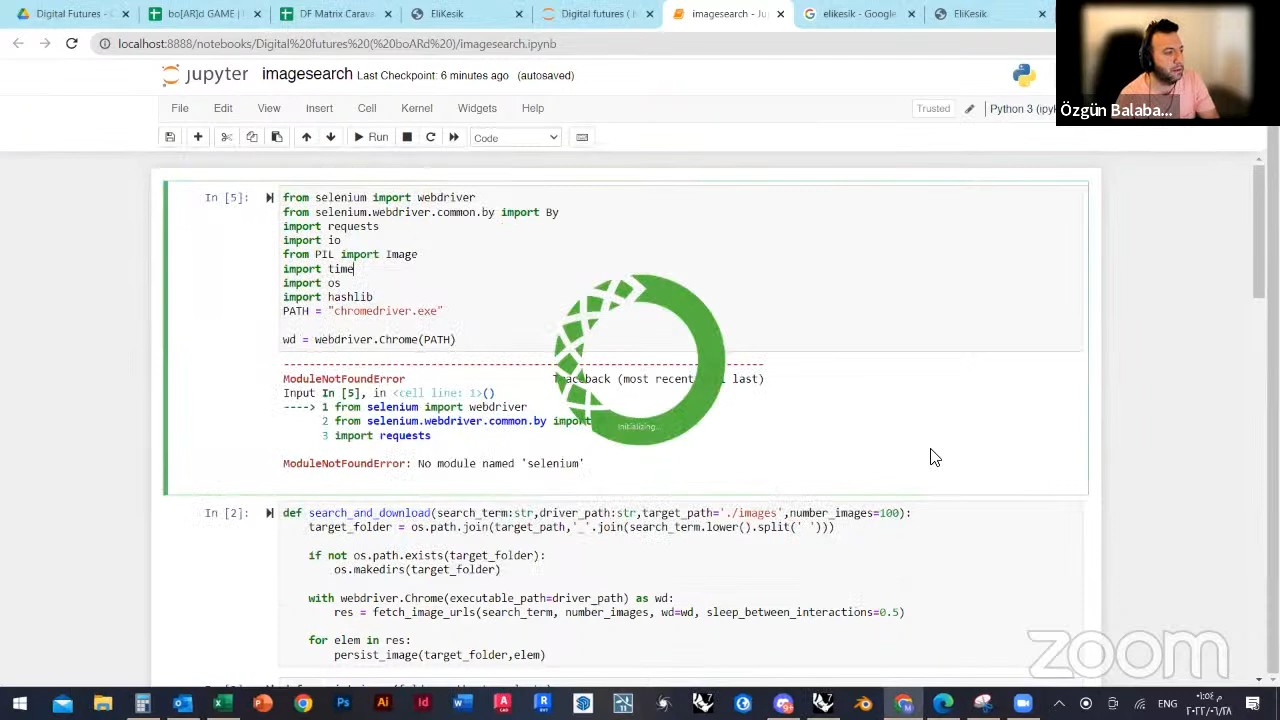 Digital Futures
bo[AR]d GAME |
DF Matrix Carava
EliKesik
Digital futures ( b
imagesearch - Ju
elikesik - Google
EliKesik
localhost:8888/notebooks/Digital%20futures%20(%20boARd%20)/imagesearch.ipynb
Özgün Balaba...
jupyter imagesearch Last Checkpoint: 6 minutes ago (autosaved)
File Edit View Insert Cell Kernel Widgets Help
Trusted Python 3 (ipyk
Run Code
In [5]:
from selenium import webdriver
from selenium.webdriver.common.by import By
import requests
import io
from PIL import Image
import time
import os
import hashlib
PATH = "chromedriver.exe"
wd = webdriver.Chrome(PATH)
---------------------------------------------------------------------------
ModuleNotFoundError Traceback (most recent call last)
Input In [5], in <cell line: 1>()
----> 1 from selenium import webdriver
2 from selenium.webdriver.common.by import
3 import requests
ModuleNotFoundError: No module named 'selenium'
Initializing...
In [2]:
def search_and_download(search_term:str,driver_path:str,target_path='./images',number_images=100):
target_folder = os.path.join(target_path,'_'.join(search_term.lower().split(' ')))
if not os.path.exists(target_folder):
os.makedirs(target_folder)
with webdriver.Chrome(executable_path=driver_path) as wd:
res = fetch_image_urls(search_term, number_images, wd=wd, sleep_between_interactions=0.5)
for elem in res:
persist_image(target_folder,elem)
zoom
ENG